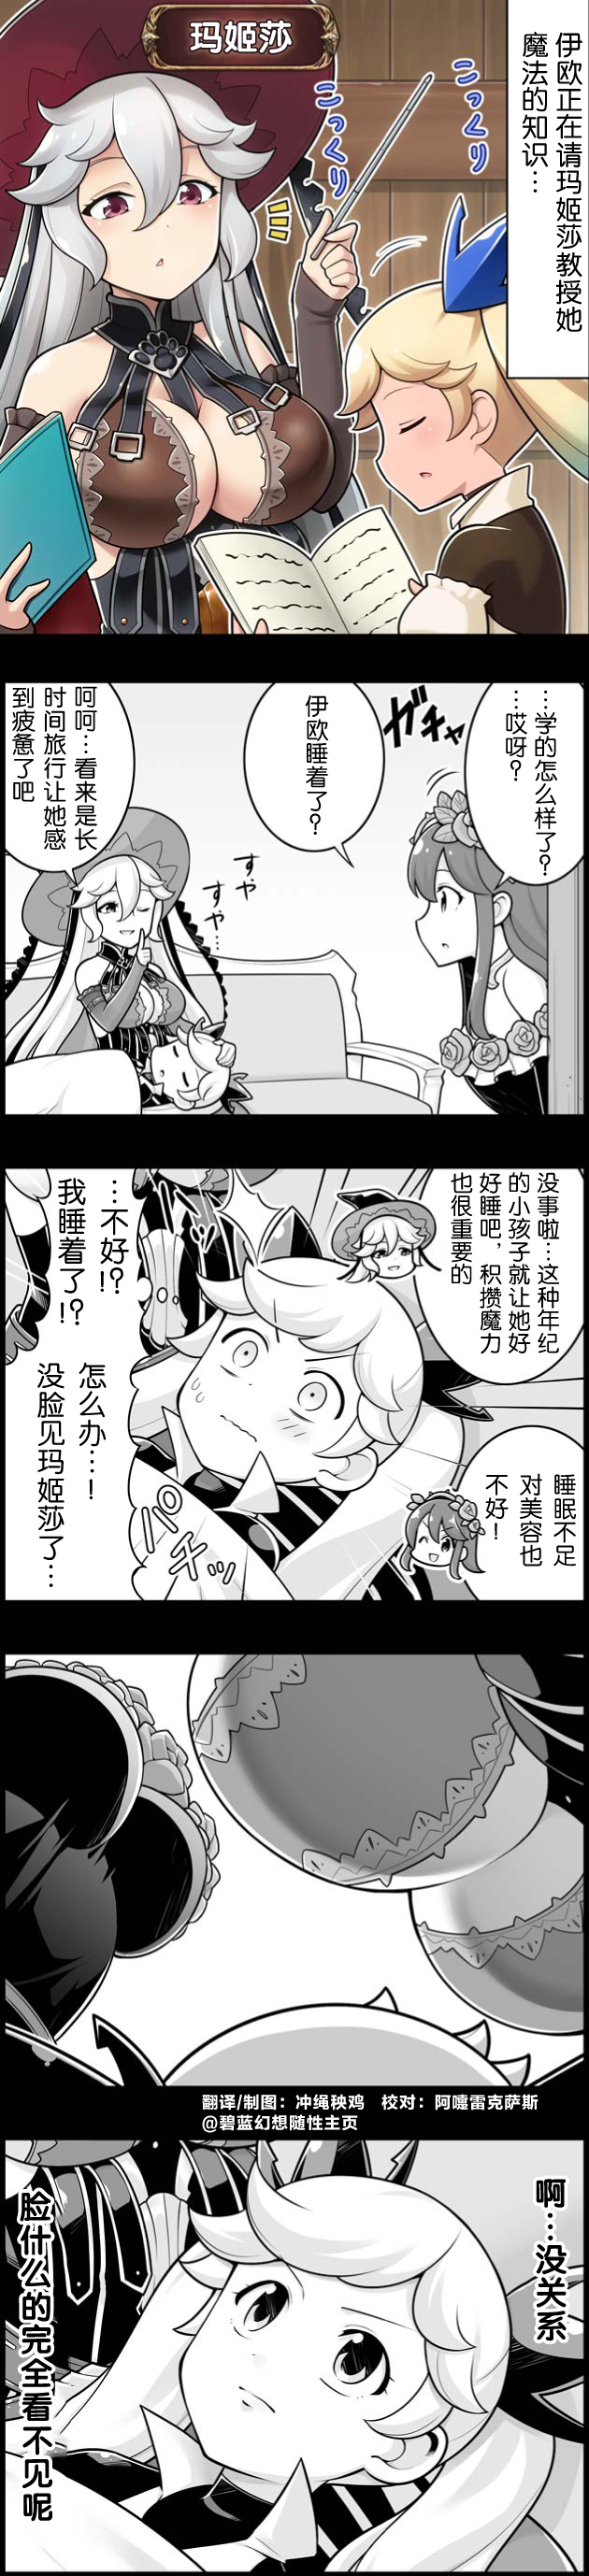 玛姬莎
伊欧正在请玛姬莎教授她
魔法的知识…
こっくり
こっくり
…学的怎么样了?
…哎呀?
ガチャ
伊欧睡着了?
呵呵…看来是长
时间旅行让她感
到疲惫了吧
すや
すや…
没事啦…这种年纪
的小孩子就让她好
好睡吧，积攒魔力
也很重要的
…不好!?
我睡着了!?
怎么办…!
没脸见玛姬莎了…
パチッ
睡眠不足
对美容也
不好!
翻译/制图：冲绳秧鸡　校对：阿嚏雷克萨斯
@碧蓝幻想随性主页
啊…没关系
脸什么的完全看不见呢